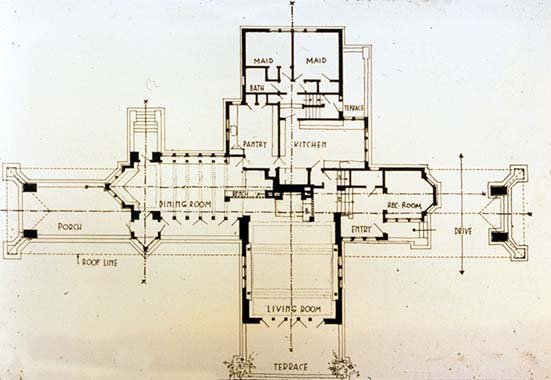 MAID
MAID
BATH
TERRACE
PANTRY
KITCHEN
BENCH
DINING ROOM
REC-ROOM
PORCH
ENTRY
DRIVE
ROOF LINE
LIVING ROOM
TERRACE